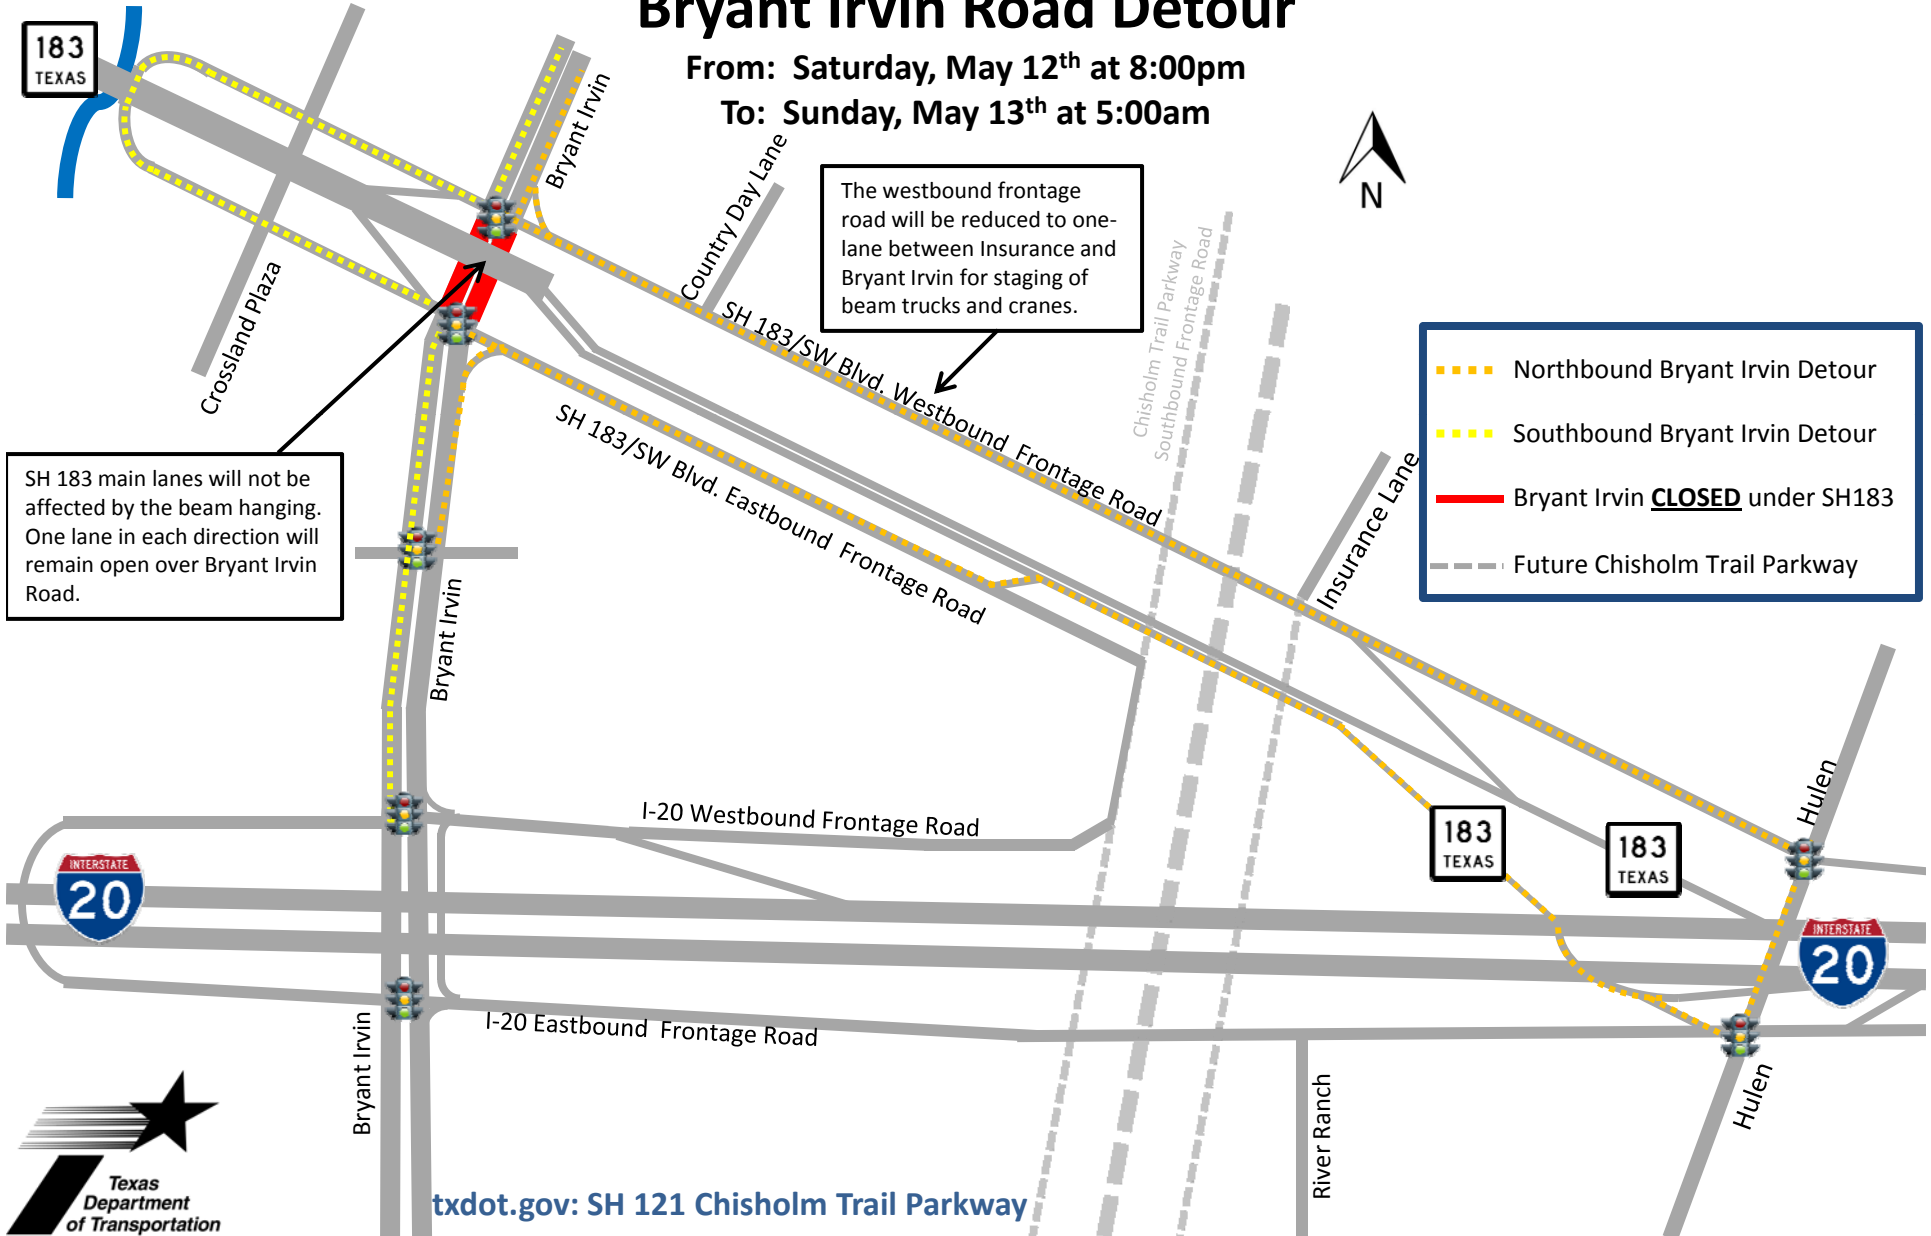 Bryant Irvin Road Detour
From: Saturday, May 12th at 8:00pm
To: Sunday, May 13th at 5:00am
183
TEXAS
Bryant Irvin
Country Day Lane
The westbound frontage
road will be reduced to one-
lane between Insurance and
Bryant Irvin for staging of
beam trucks and cranes.
N
Crossland Plaza
SH 183/SW Blvd. Westbound Frontage Road
Chisholm Trail Parkway
Southbound Frontage Road
Northbound Bryant Irvin Detour
Southbound Bryant Irvin Detour
Bryant Irvin CLOSED under SH183
Future Chisholm Trail Parkway
SH 183/SW Blvd. Eastbound Frontage Road
Insurance Lane
SH 183 main lanes will not be
affected by the beam hanging.
One lane in each direction will
remain open over Bryant Irvin
Road.
Bryant Irvin
I-20 Westbound Frontage Road
Hulen
183
TEXAS
183
TEXAS
INTERSTATE
20
INTERSTATE
20
I-20 Eastbound Frontage Road
Bryant Irvin
Hulen
River Ranch
Texas
Department
of Transportation
txdot.gov: SH 121 Chisholm Trail Parkway